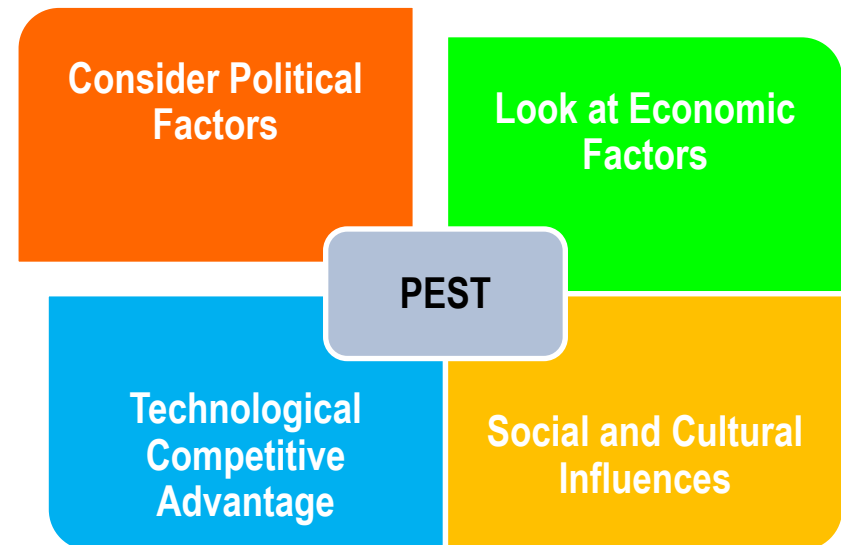 Consider Political
Factors
Look at Economic
Factors
PEST
Technological
Competitive
Advantage
Social and Cultural
Influences